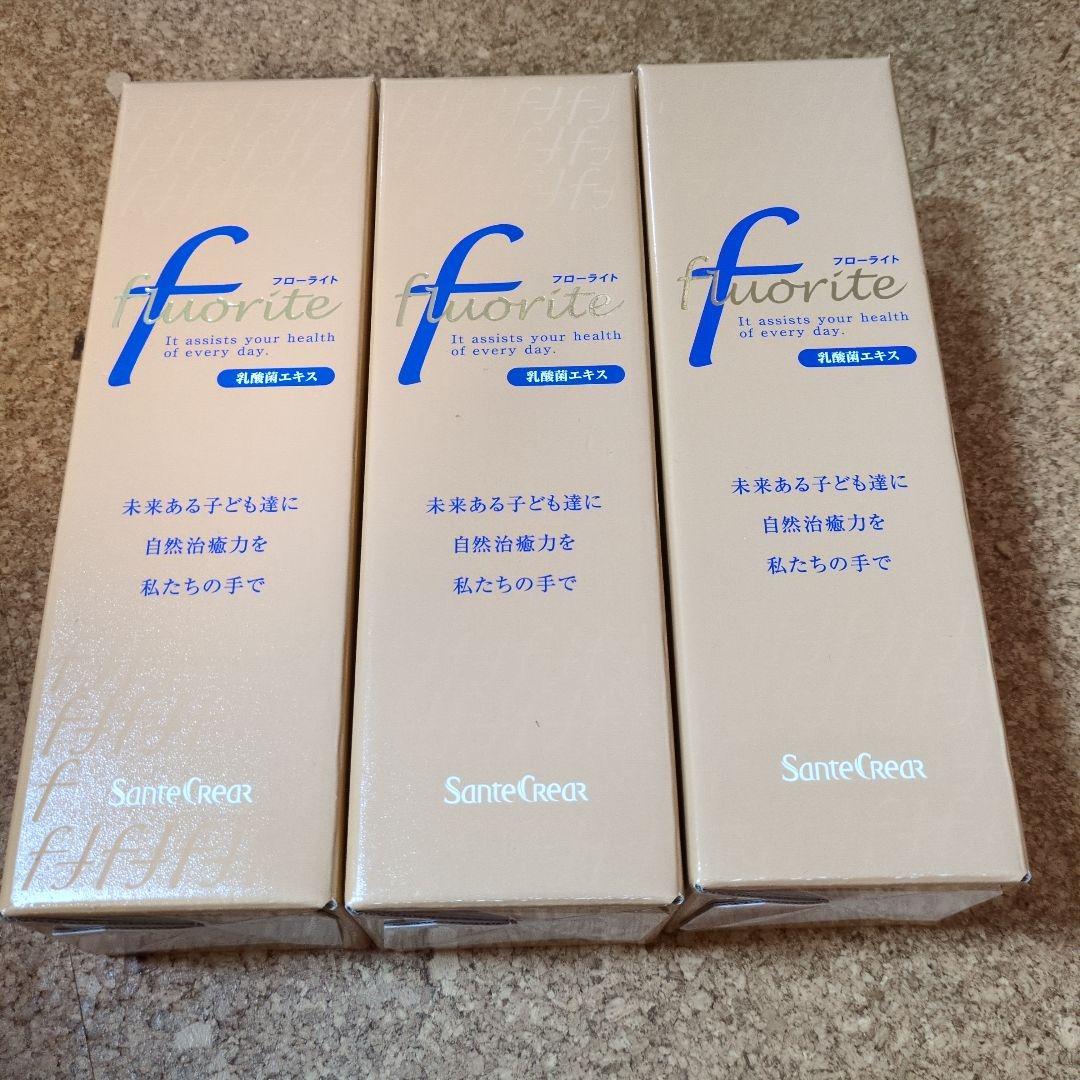 フローライト
fluorite
It assists your health
of every day.
乳酸菌エキス
未来ある子ども達に
自然治癒力を
私たちの手で
SanteCrear
フローライト
fluorite
It assists your health
of every day.
乳酸菌エキス
未来ある子ども達に
自然治癒力を
私たちの手で
SanteCrear
フローライト
fluorite
It assists your health
of every day.
乳酸菌エキス
未来ある子ども達に
自然治癒力を
私たちの手で
SanteCrear